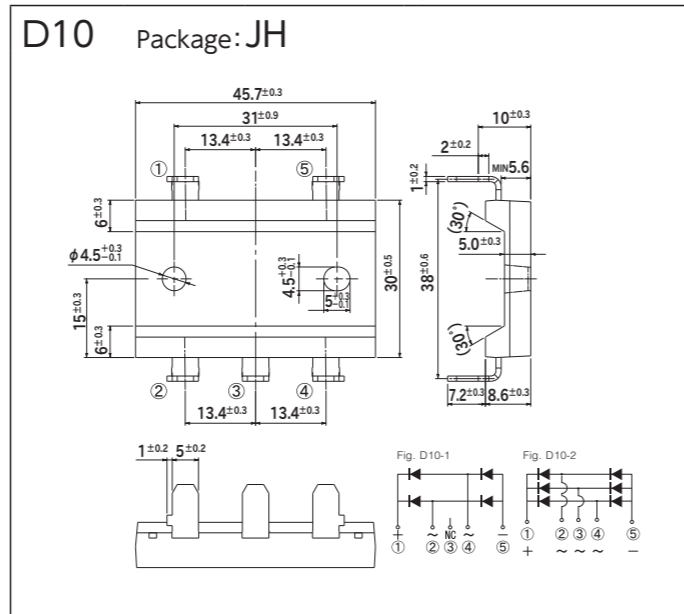 D10 Package: JH
45.7±0.3
31±0.9
13.4±0.3 13.4±0.3
① ⑤
6±0.3
φ4.5+0.3-0.1
4.5+0.3-0.1
5+0.3-0.1
30±0.5
15±0.3
6±0.3
② ③ ④
13.4±0.3 13.4±0.3
10±0.3
2±0.2
MIN5.6
1±0.2
(30°)
5.0±0.3
38±0.6
(30°)
7.2±0.3 8.6±0.3
1±0.2 5±0.2
Fig. D10-1
+ ~ NC ~ −
① ② ③ ④ ⑤
Fig. D10-2
① ② ③ ④ ⑤
+ ~ ~ ~ −